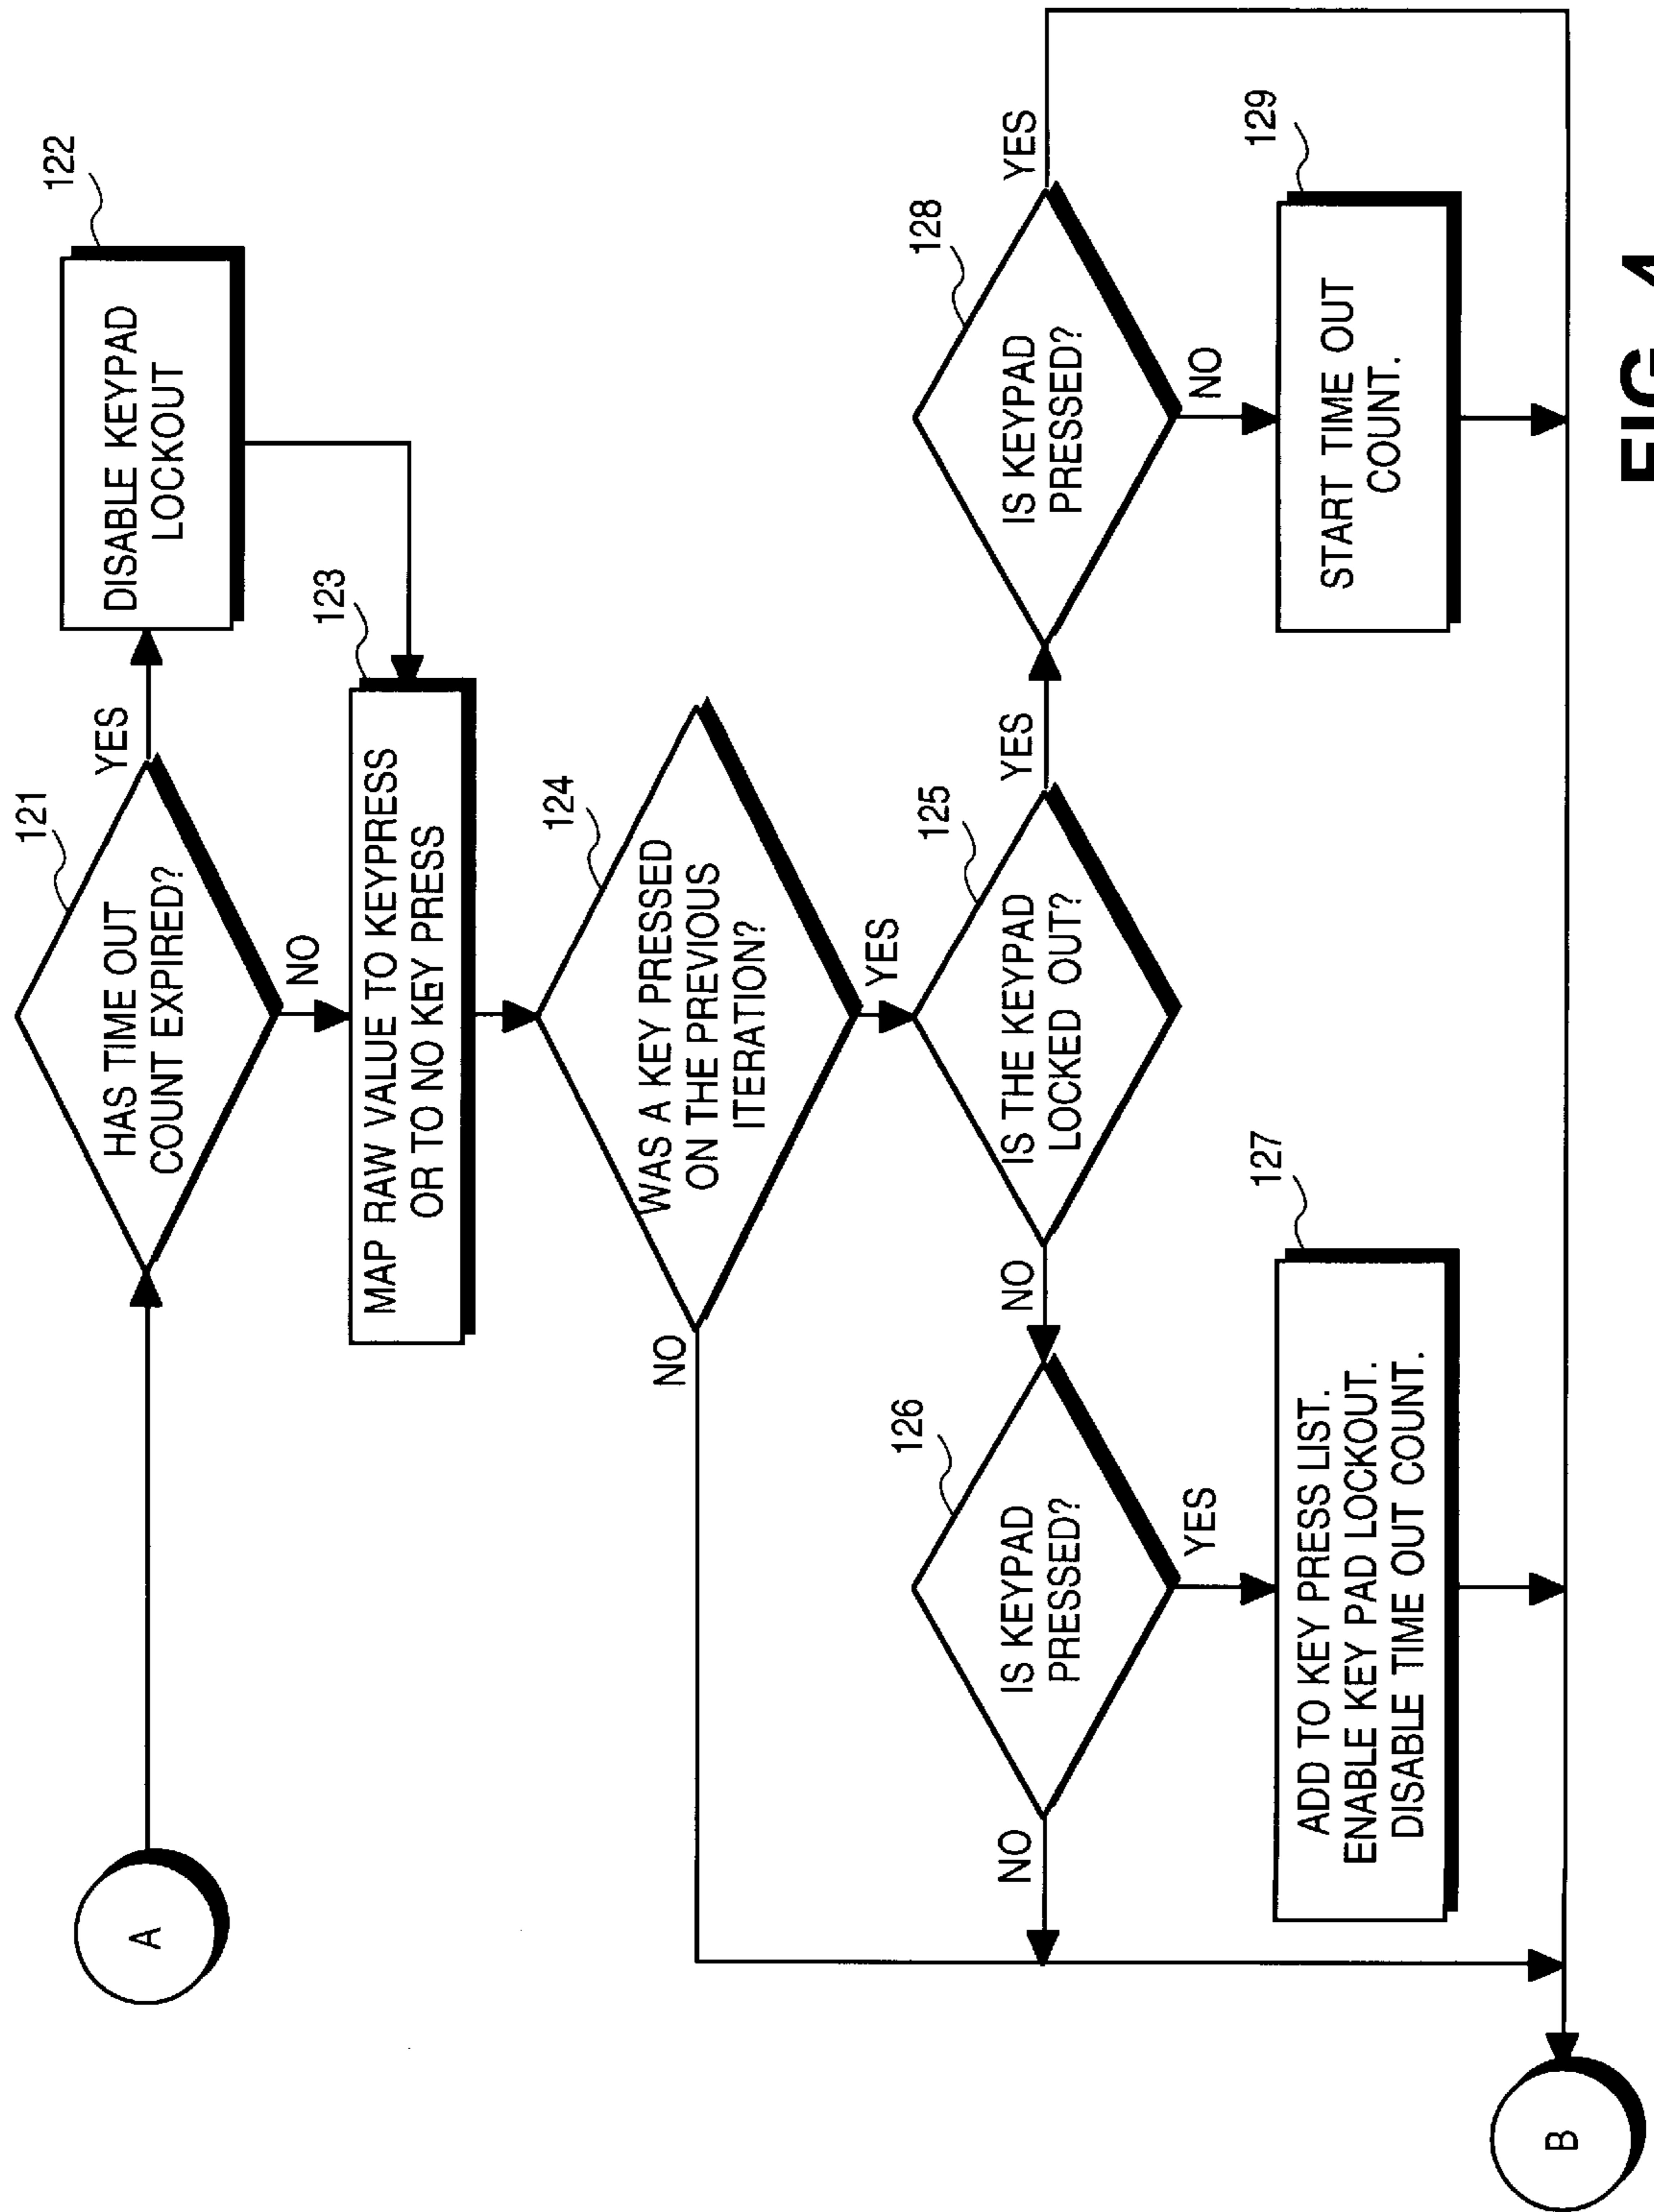 A
121
HAS TIME OUT
COUNT EXPIRED?
YES
NO
122
DISABLE KEYPAD
LOCKOUT
123
MAP RAW VALUE TO KEYPRESS
OR TO NO KEY PRESS
124
WAS A KEY PRESSED
ON THE PREVIOUS
ITERATION?
NO
YES
125
IS THE KEYPAD
LOCKED OUT?
NO
YES
126
IS KEYPAD
PRESSED?
NO
YES
128
IS KEYPAD
PRESSED?
YES
NO
127
ADD TO KEY PRESS LIST.
ENABLE KEY PAD LOCKOUT.
DISABLE TIME OUT COUNT.
129
START TIME OUT
COUNT.
B